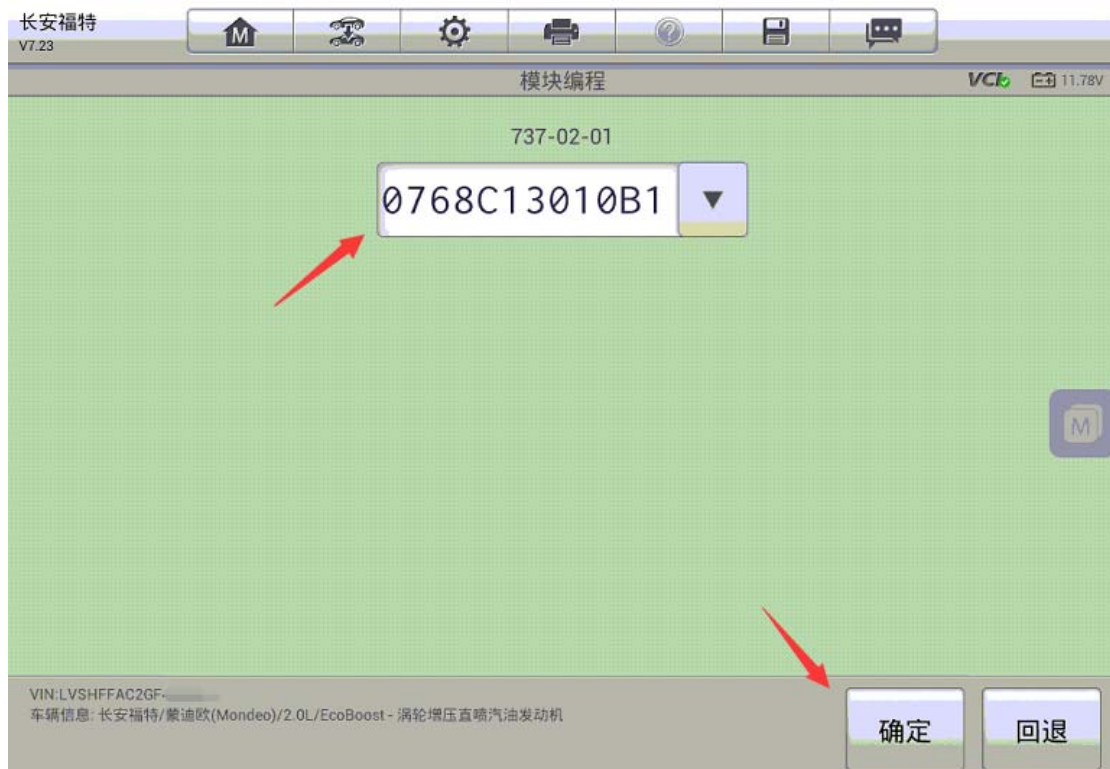 长安福特
V7.23
M
模块编程
VCI
11.78V
737-02-01
0768C13010B1
M
VIN:LVSHFFAC2GF
车辆信息: 长安福特/蒙迪欧(Mondeo)/2.0L/EcoBoost - 涡轮增压直喷汽油发动机
确定
回退